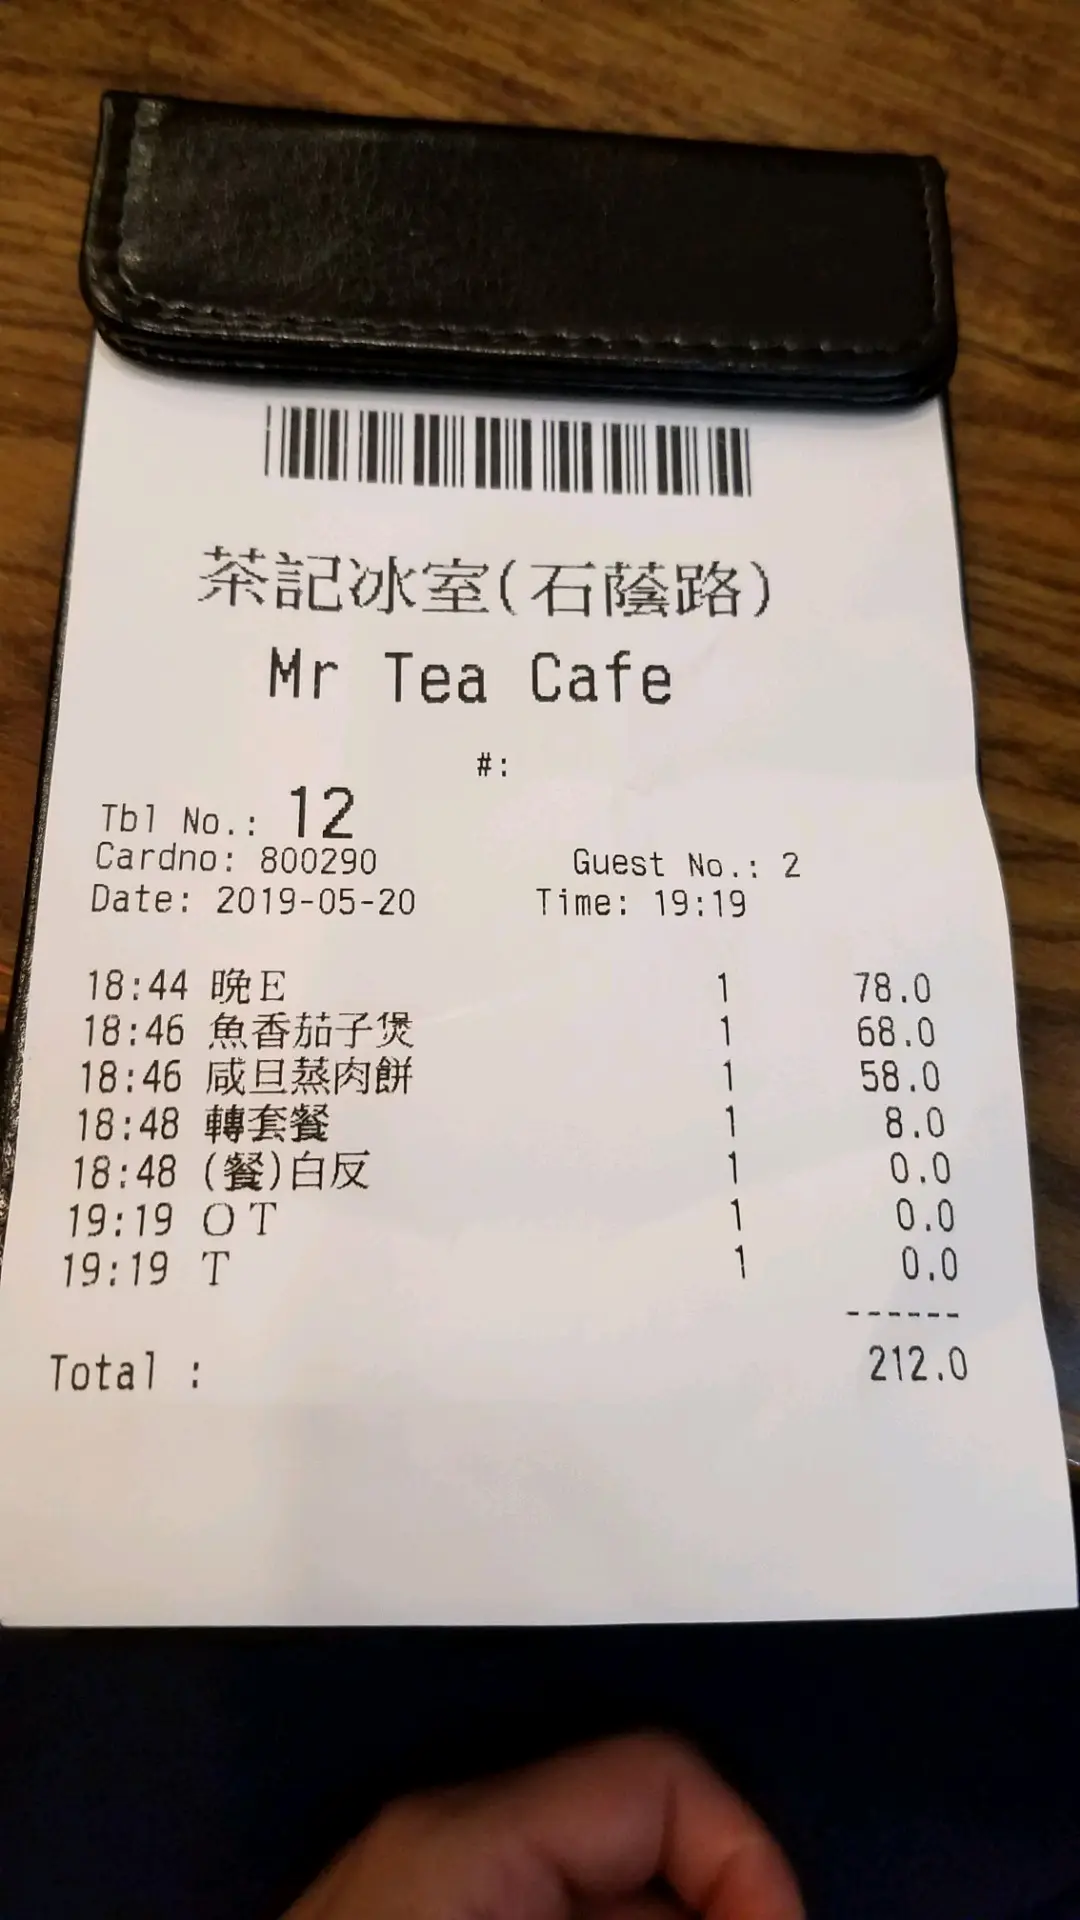 茶記冰室(石蔭路)
Mr Tea Cafe
#:
Tbl No.: 12
Cardno: 800290 Guest No.: 2
Date: 2019-05-20 Time: 19:19
18:44 晚E 1 78.0
18:46 魚香茄子煲 1 68.0
18:46 咸旦蒸肉餅 1 58.0
18:48 轉套餐 1 8.0
18:48 (餐)白反 1 0.0
19:19 OT 1 0.0
19:19 T 1 0.0
------
Total : 212.0